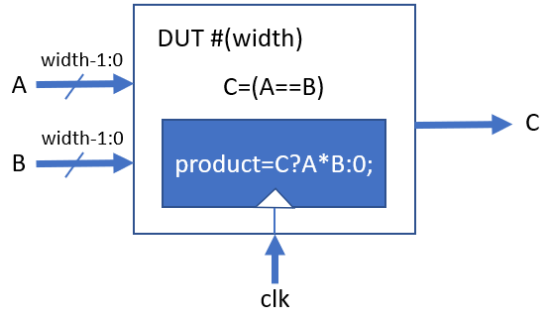 DUT #(width)
width-1:0
A
C=(A==B)
C
width-1:0
B
product=C?A*B:0;
clk